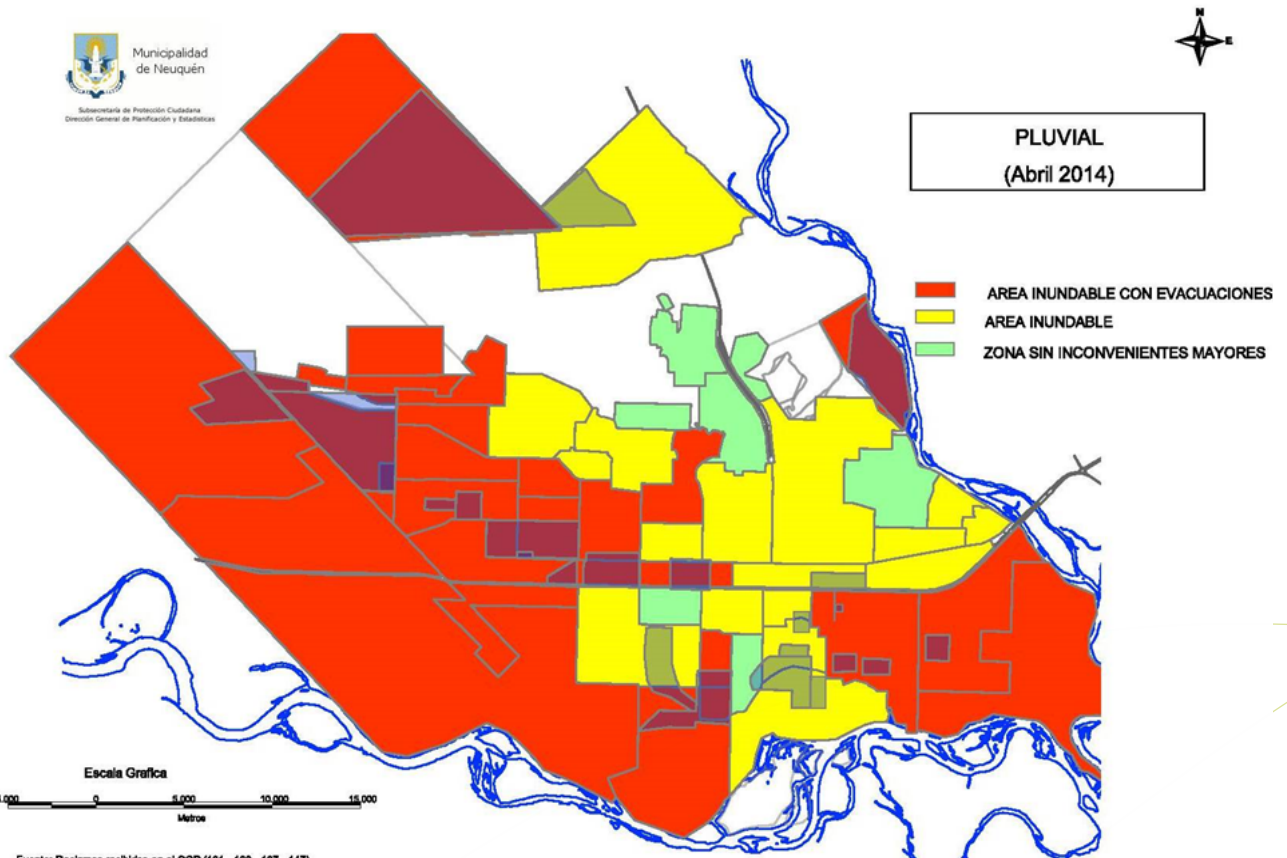 Municipalidad
de Neuquén
Subsecretaría de Protección Ciudadana
Dirección General de Planificación y Estadísticas
N
E
PLUVIAL
(Abril 2014)
AREA INUNDABLE CON EVACUACIONES
AREA INUNDABLE
ZONA SIN INCONVENIENTES MAYORES
Escala Grafica
0 5.000 10.000 15.000
Metros